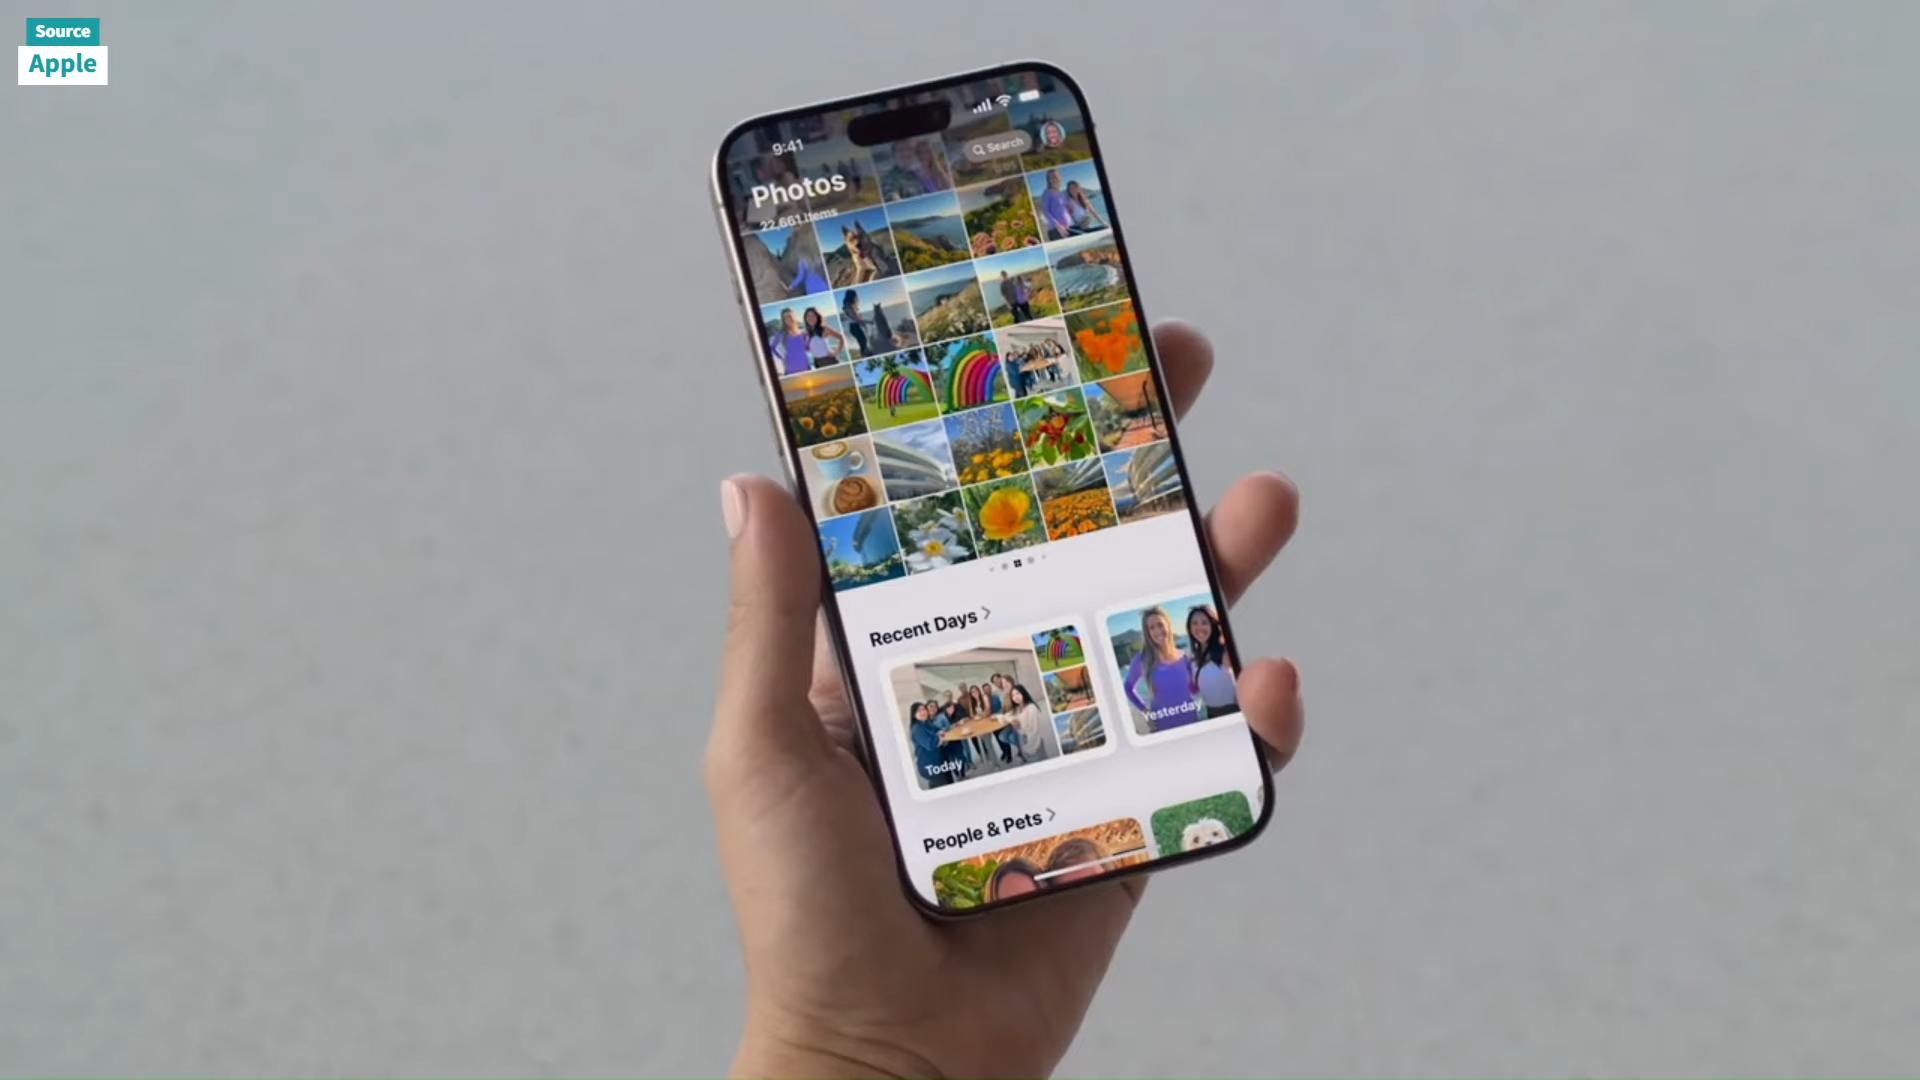 Source
Apple
9:41
Search
Photos
22,661 Items
Recent Days
Today
Yesterday
People & Pets